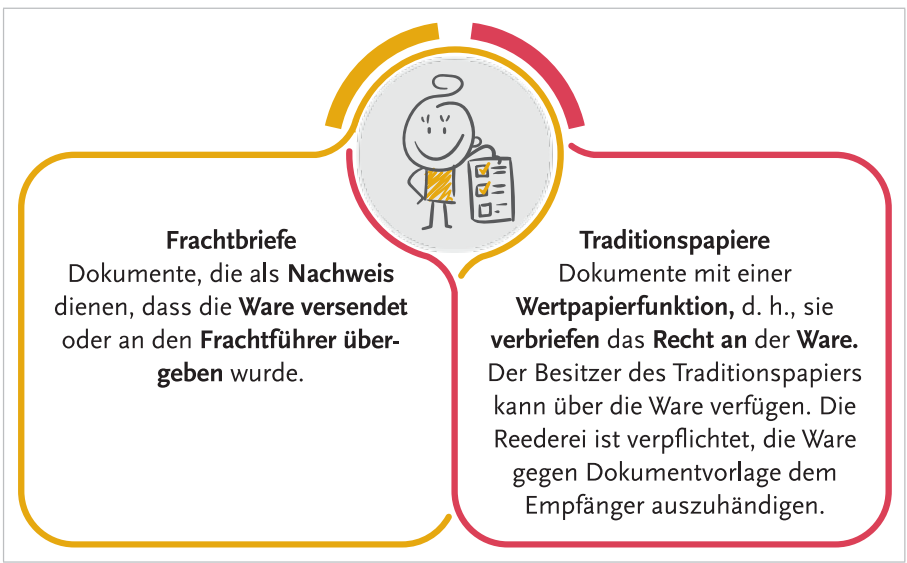 Frachtbriefe
Dokumente, die als Nachweis
dienen, dass die Ware versendet
oder an den Frachtführer über-
geben wurde.
Traditionspapiere
Dokumente mit einer
Wertpapierfunktion, d. h., sie
verbriefen das Recht an der Ware.
Der Besitzer des Traditionspapiers
kann über die Ware verfügen. Die
Reederei ist verpflichtet, die Ware
gegen Dokumentvorlage dem
Empfänger auszuhändigen.